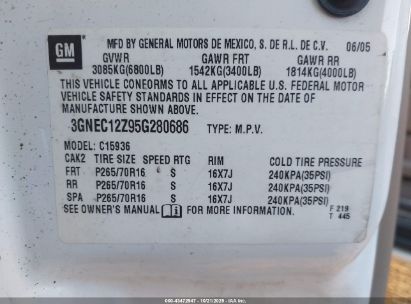 GM
MFD BY GENERAL MOTORS DE MEXICO, S. DE R.L. DE C.V. 06/05
GVWR GAWR FRT GAWR RR
3085KG(6800LB) 1542KG(3400LB) 1814KG(4000LB)
THIS VEHICLE CONFORMS TO ALL APPLICABLE U.S. FEDERAL MOTOR
VEHICLE SAFETY STANDARDS IN EFFECT ON THE DATE OF
MANUFACTURE SHOWN ABOVE.
3GNEC12Z95G280686 TYPE: M.P.V.
MODEL: C15936
CAK2 TIRE SIZE SPEED RTG RIM COLD TIRE PRESSURE
FRT P265/70R16 S 16X7J 240KPA(35PSI)
RR P265/70R16 S 16X7J 240KPA(35PSI)
SPA P265/70R16 S 16X7J 240KPA(35PSI)
SEE OWNER'S MANUAL i FOR MORE INFORMATION.
F 219
T 445